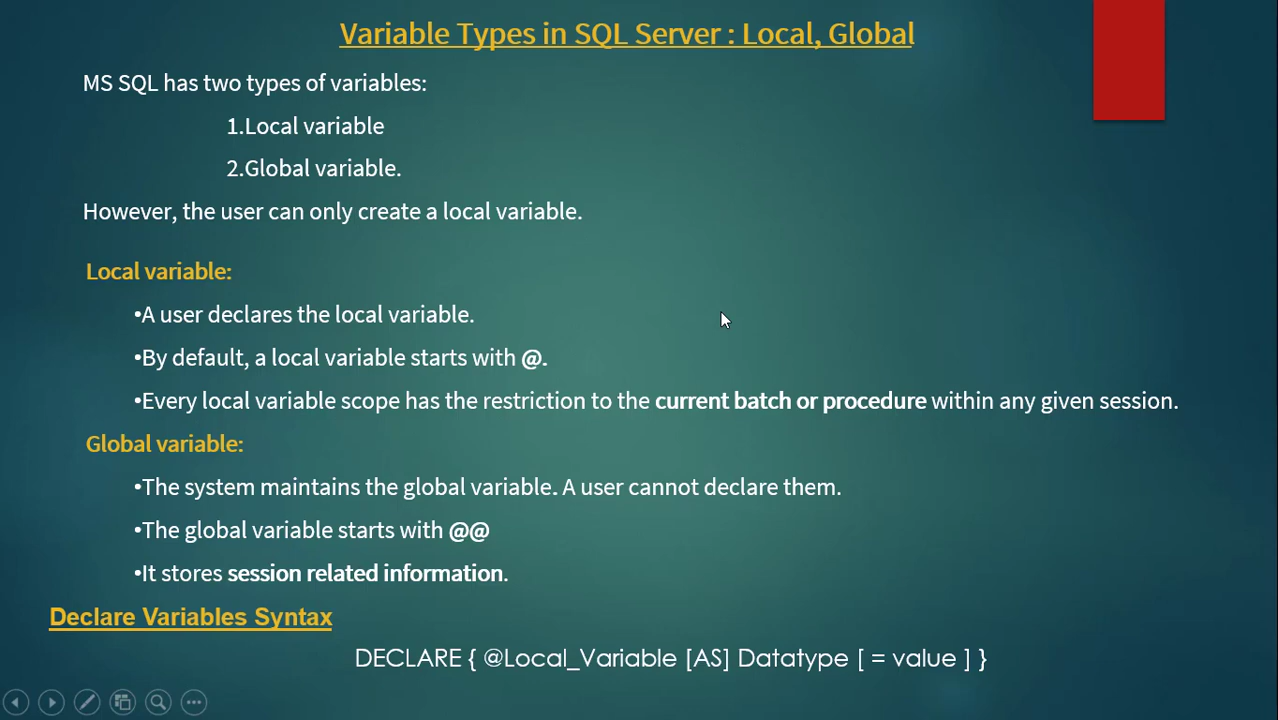 Variable Types in SQL Server : Local, Global
MS SQL has two types of variables:
1.Local variable
2.Global variable.
However, the user can only create a local variable.
Local variable:
•A user declares the local variable.
•By default, a local variable starts with @.
•Every local variable scope has the restriction to the current batch or procedure within any given session.
Global variable:
•The system maintains the global variable. A user cannot declare them.
•The global variable starts with @@
•It stores session related information.
Declare Variables Syntax
DECLARE { @Local_Variable [AS] Datatype [ = value ] }